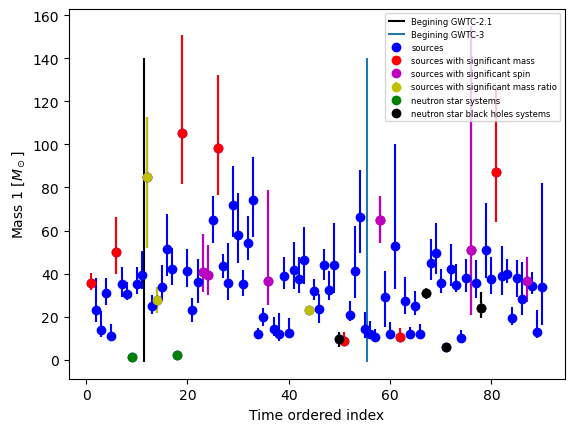 Begining GWTC-2.1
Begining GWTC-3
sources
sources with significant mass
sources with significant spin
sources with significant mass ratio
neutron star systems
neutron star black holes systems
160
140
120
100
80
60
40
20
0
Mass 1 [M_⊙]
0 20 40 60 80
Time ordered index